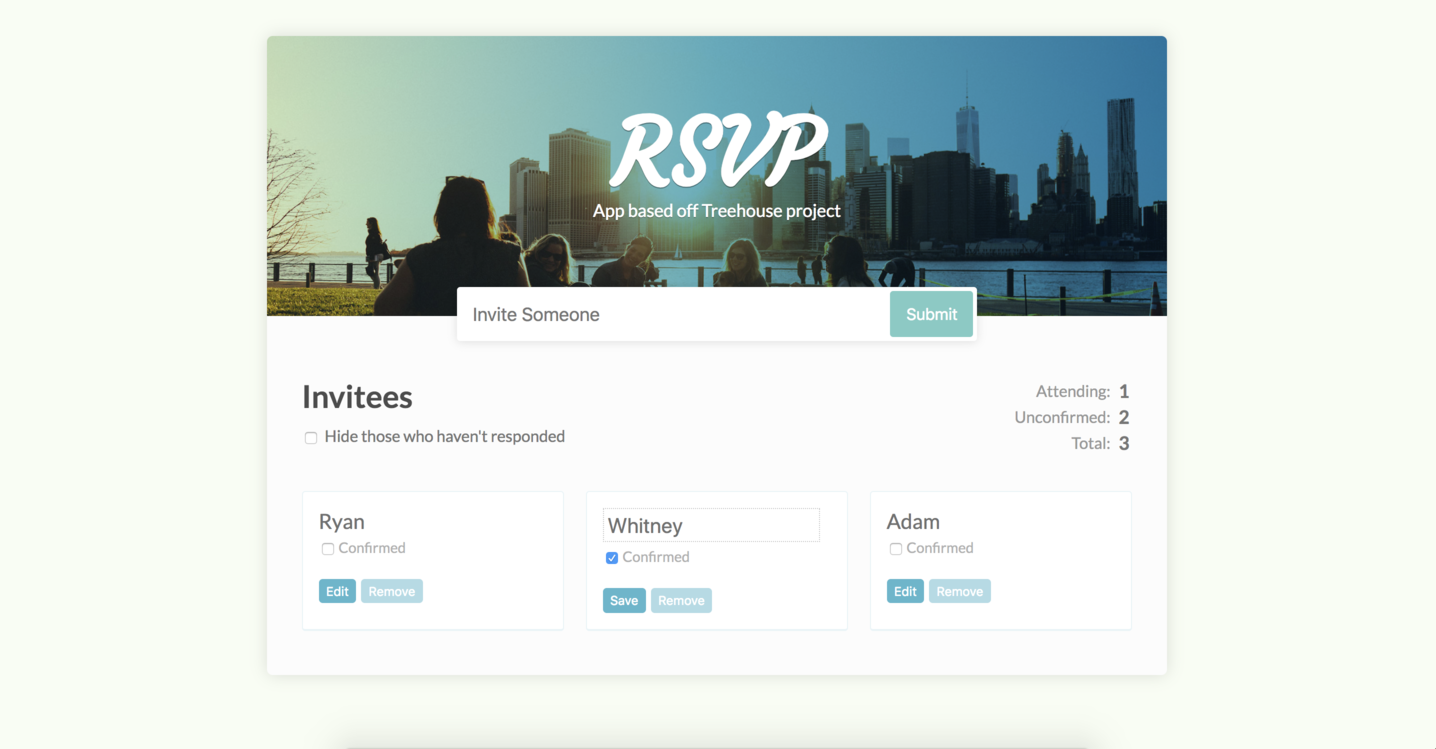 RSVP
App based off Treehouse project
Invite Someone Submit
Invitees
Hide those who haven't responded
Attending: 1
Unconfirmed: 2
Total: 3
Ryan
Confirmed
Edit Remove
Whitney
Confirmed
Save Remove
Adam
Confirmed
Edit Remove